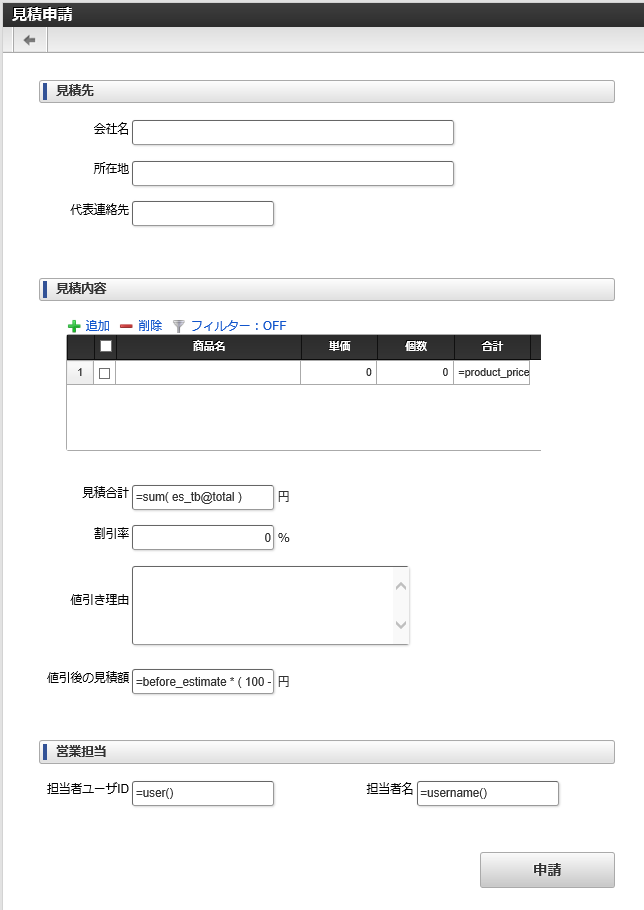 見積申請
見積先
会社名
所在地
代表連絡先
見積内容
追加 削除 フィルター：OFF
商品名 単価 個数 合計
1 0 0 =product_price
見積合計 =sum( es_tb@total ) 円
割引率 0 %
値引き理由
値引後の見積額 =before_estimate * ( 100 - 円
営業担当
担当者ユーザID =user() 担当者名 =username()
申請